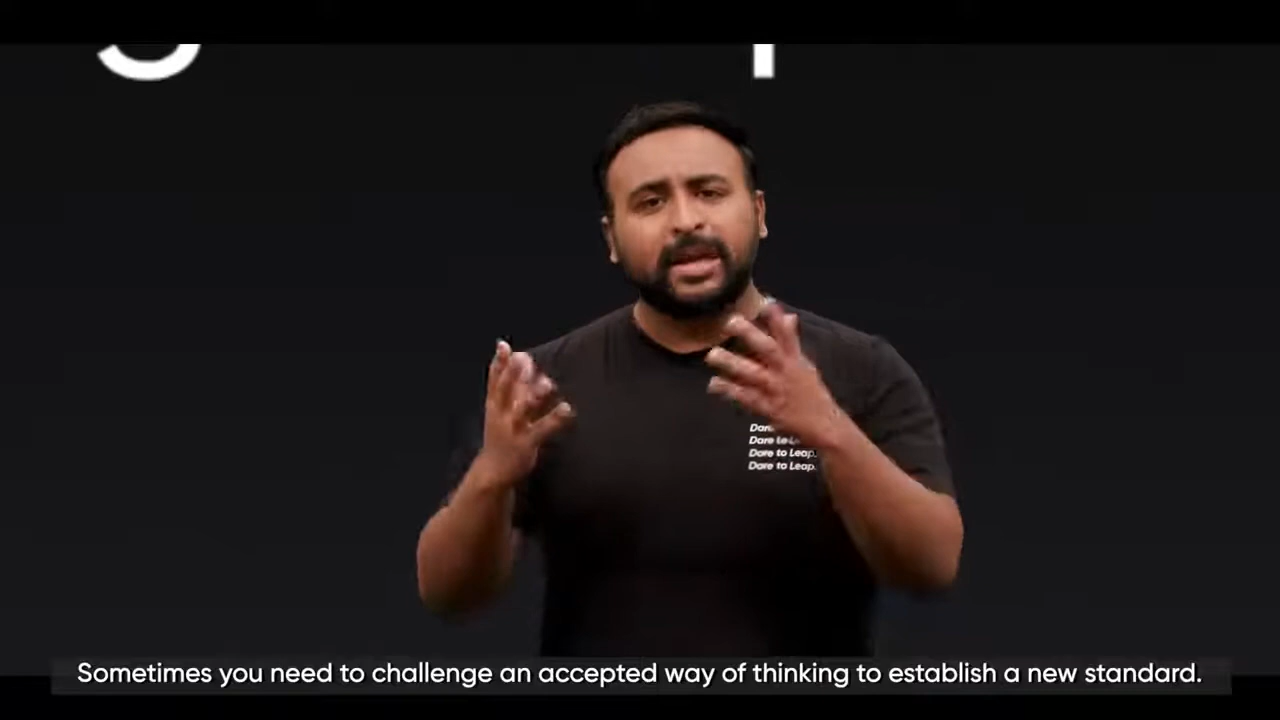 Dare to Leap.
Dare to Leap.
Sometimes you need to challenge an accepted way of thinking to establish a new standard.